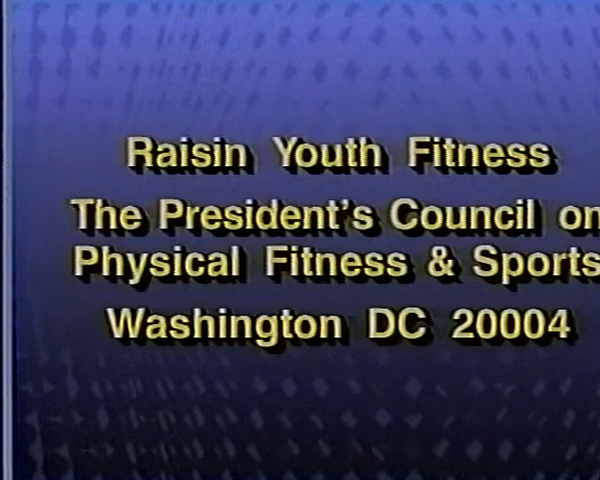 Raisin Youth Fitness
The President's Council on
Physical Fitness & Sports
Washington DC 20004